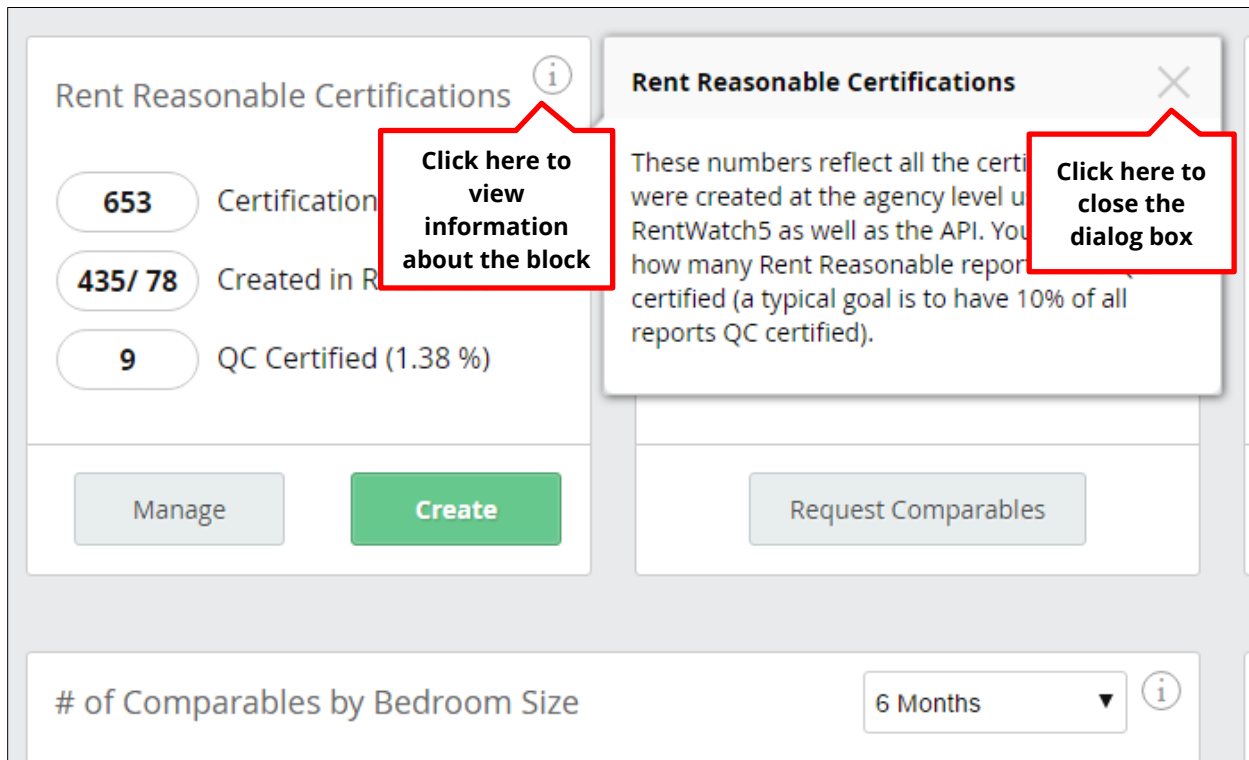 Rent Reasonable Certifications
Click here to
view
information
about the block
653 Certification
435/ 78 Created in R
9 QC Certified (1.38 %)
Manage
Create
Rent Reasonable Certifications
Click here to
close the
dialog box
These numbers reflect all the
were created at the agency level
RentWatch5 as well as the API.
how many Rent Reasonable
certified (a typical goal is to have 10% of all
reports QC certified).
Request Comparables
# of Comparables by Bedroom Size
6 Months